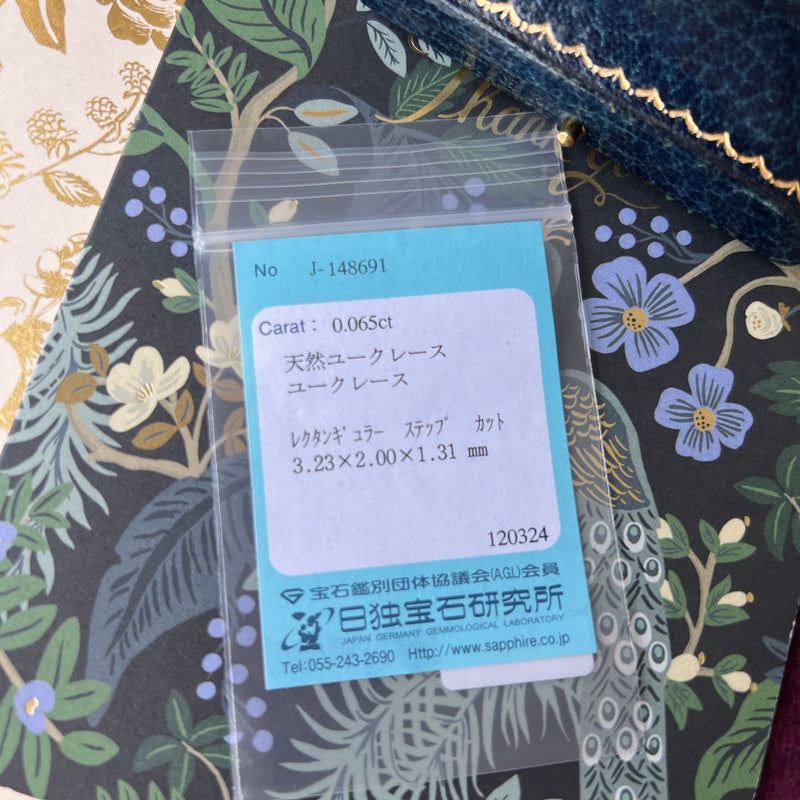 Thank
No J-148691
Carat : 0.065ct
天然ユークレース
ユークレース
ﾚｸﾀﾝｷﾞｭﾗｰ ｽﾃｯﾌﾟ ｶｯﾄ
3.23×2.00×1.31 mm
120324
宝石鑑別団体協議会(AGL)会員
日独宝石研究所
JAPAN GERMANY GEMMOLOGICAL LABORATORY
Tel:055-243-2690 Http://www.sapphire.co.jp